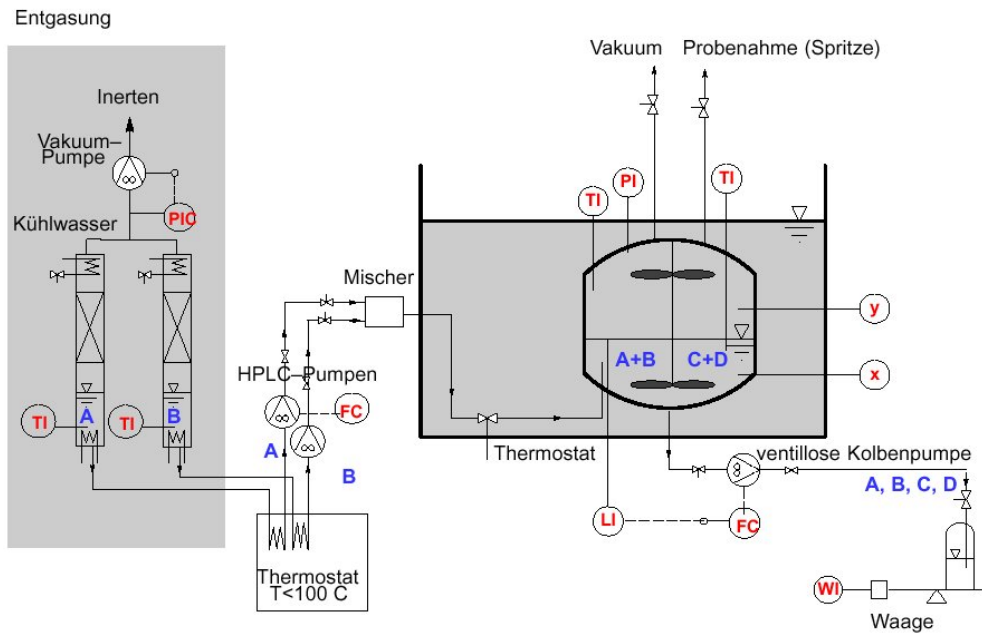 Entgasung
Inerten
Vakuum–
Pumpe
PIC
Kühlwasser
TI
A
TI
B
HPLC–Pumpen
FC
A
B
Thermostat
T<100 C
Mischer
Vakuum
Probenahme (Spritze)
TI
PI
TI
y
A+B
C+D
x
Thermostat
ventillose Kolbenpumpe
A, B, C, D
LI
FC
WI
Waage